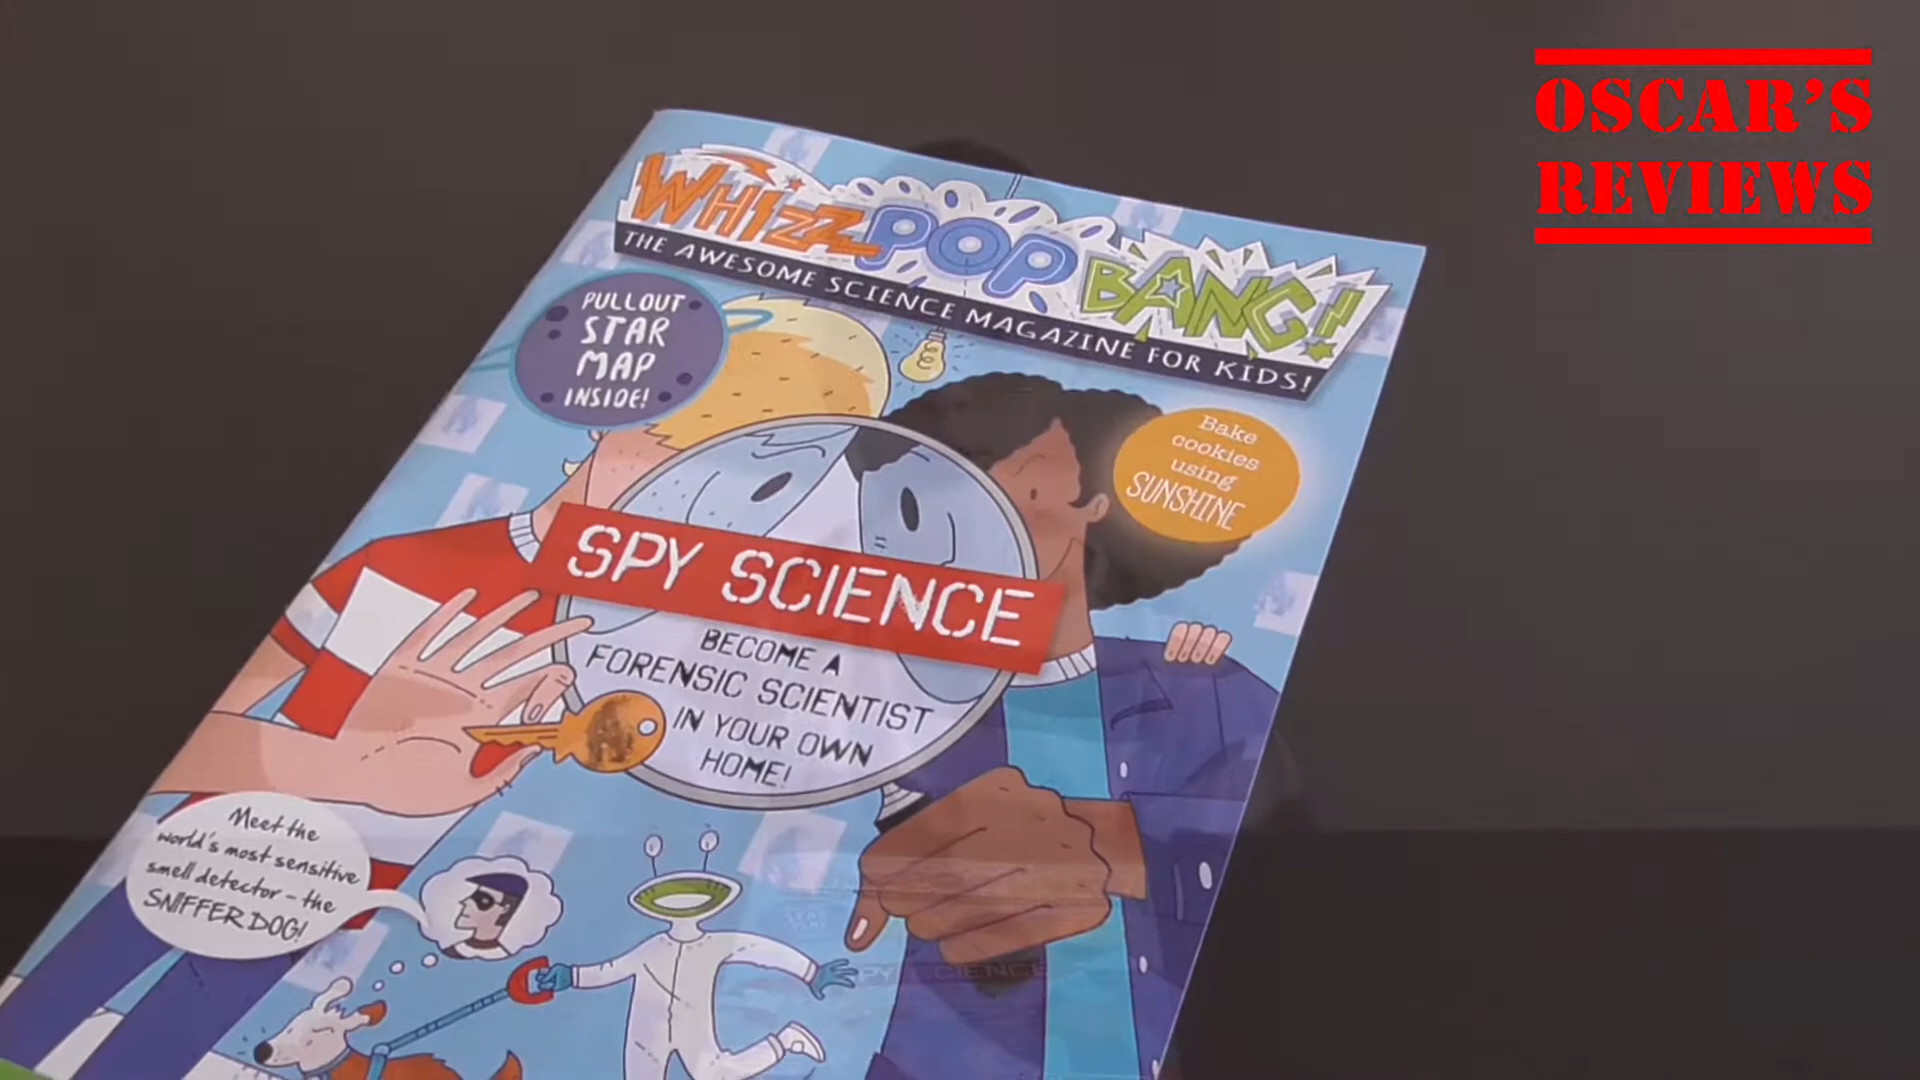 OSCAR'S
REVIEWS
WHIZZ POP BANG!
THE AWESOME SCIENCE MAGAZINE FOR KIDS!
PULLOUT
STAR
MAP
INSIDE!
Bake
cookies
using
SUNSHINE
SPY SCIENCE
BECOME A
FORENSIC SCIENTIST
IN YOUR OWN
HOME!
Meet the
world's most sensitive
smell detector – the
SNIFFER DOG!
SPY SCIENCE